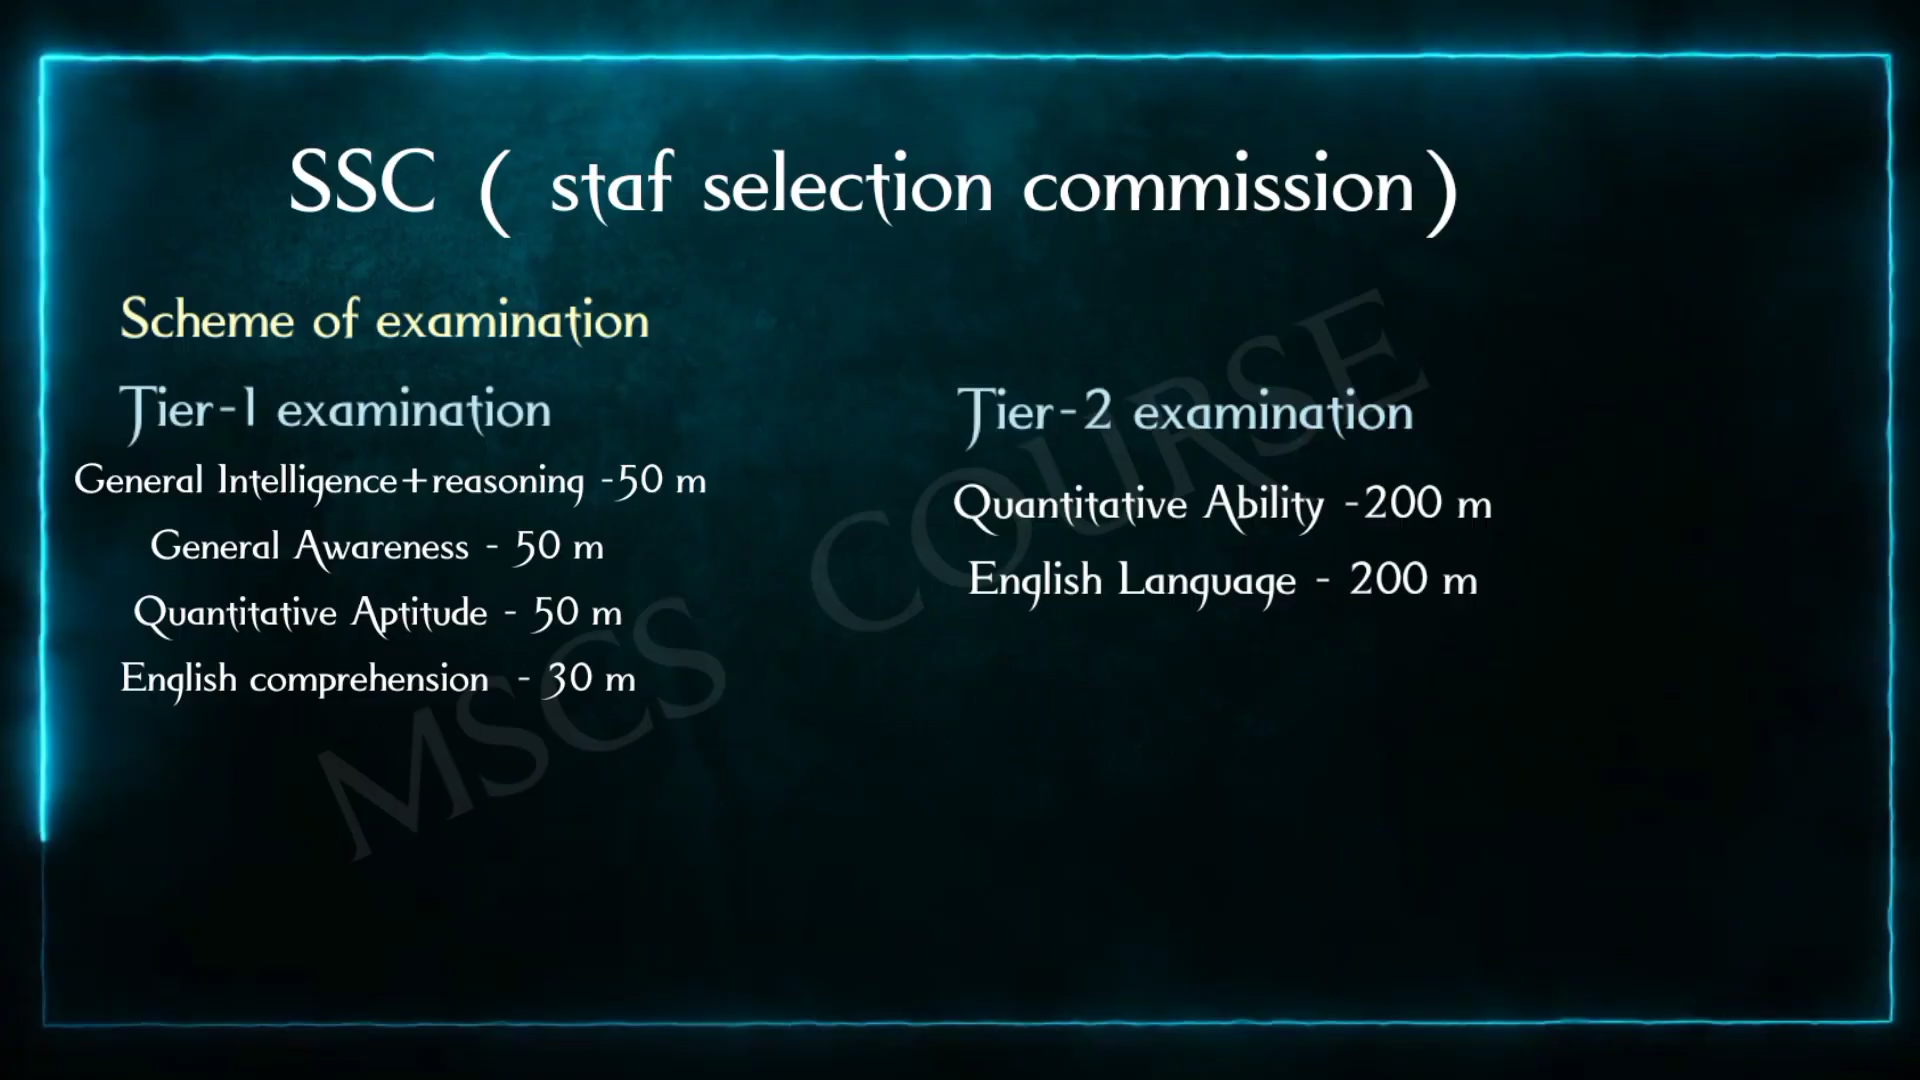 SSC ( staf selection commission)
Scheme of examination
Tier-1 examination
General Intelligence+reasoning -50 m
General Awareness - 50 m
Quantitative Aptitude - 50 m
English comprehension - 30 m
Tier-2 examination
Quantitative Ability -200 m
English Language - 200 m
MSCS COURSE